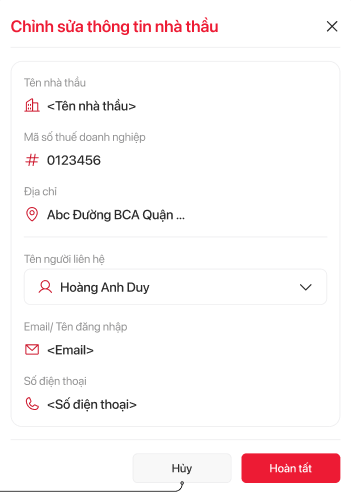 Chỉnh sửa thông tin nhà thầu
Tên nhà thầu
<Tên nhà thầu>
Mã số thuế doanh nghiệp
0123456
Địa chỉ
Abc Đường BCA Quận ...
Tên người liên hệ
Hoàng Anh Duy
Email/ Tên đăng nhập
<Email>
Số điện thoại
<Số điện thoại>
Hủy
Hoàn tất